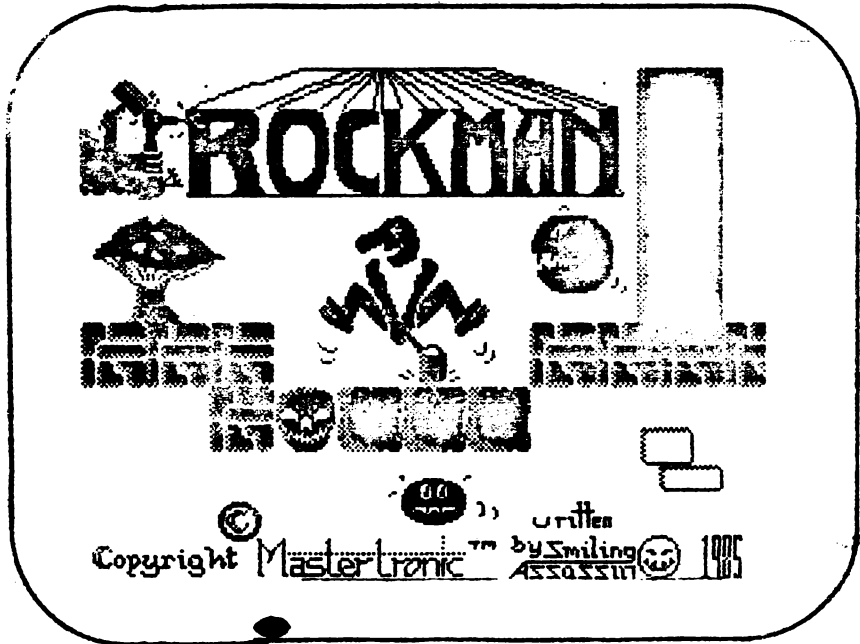 ROCKMAN
©
Copyright Mastertronic™
written
by Smiling
Assassin
1985